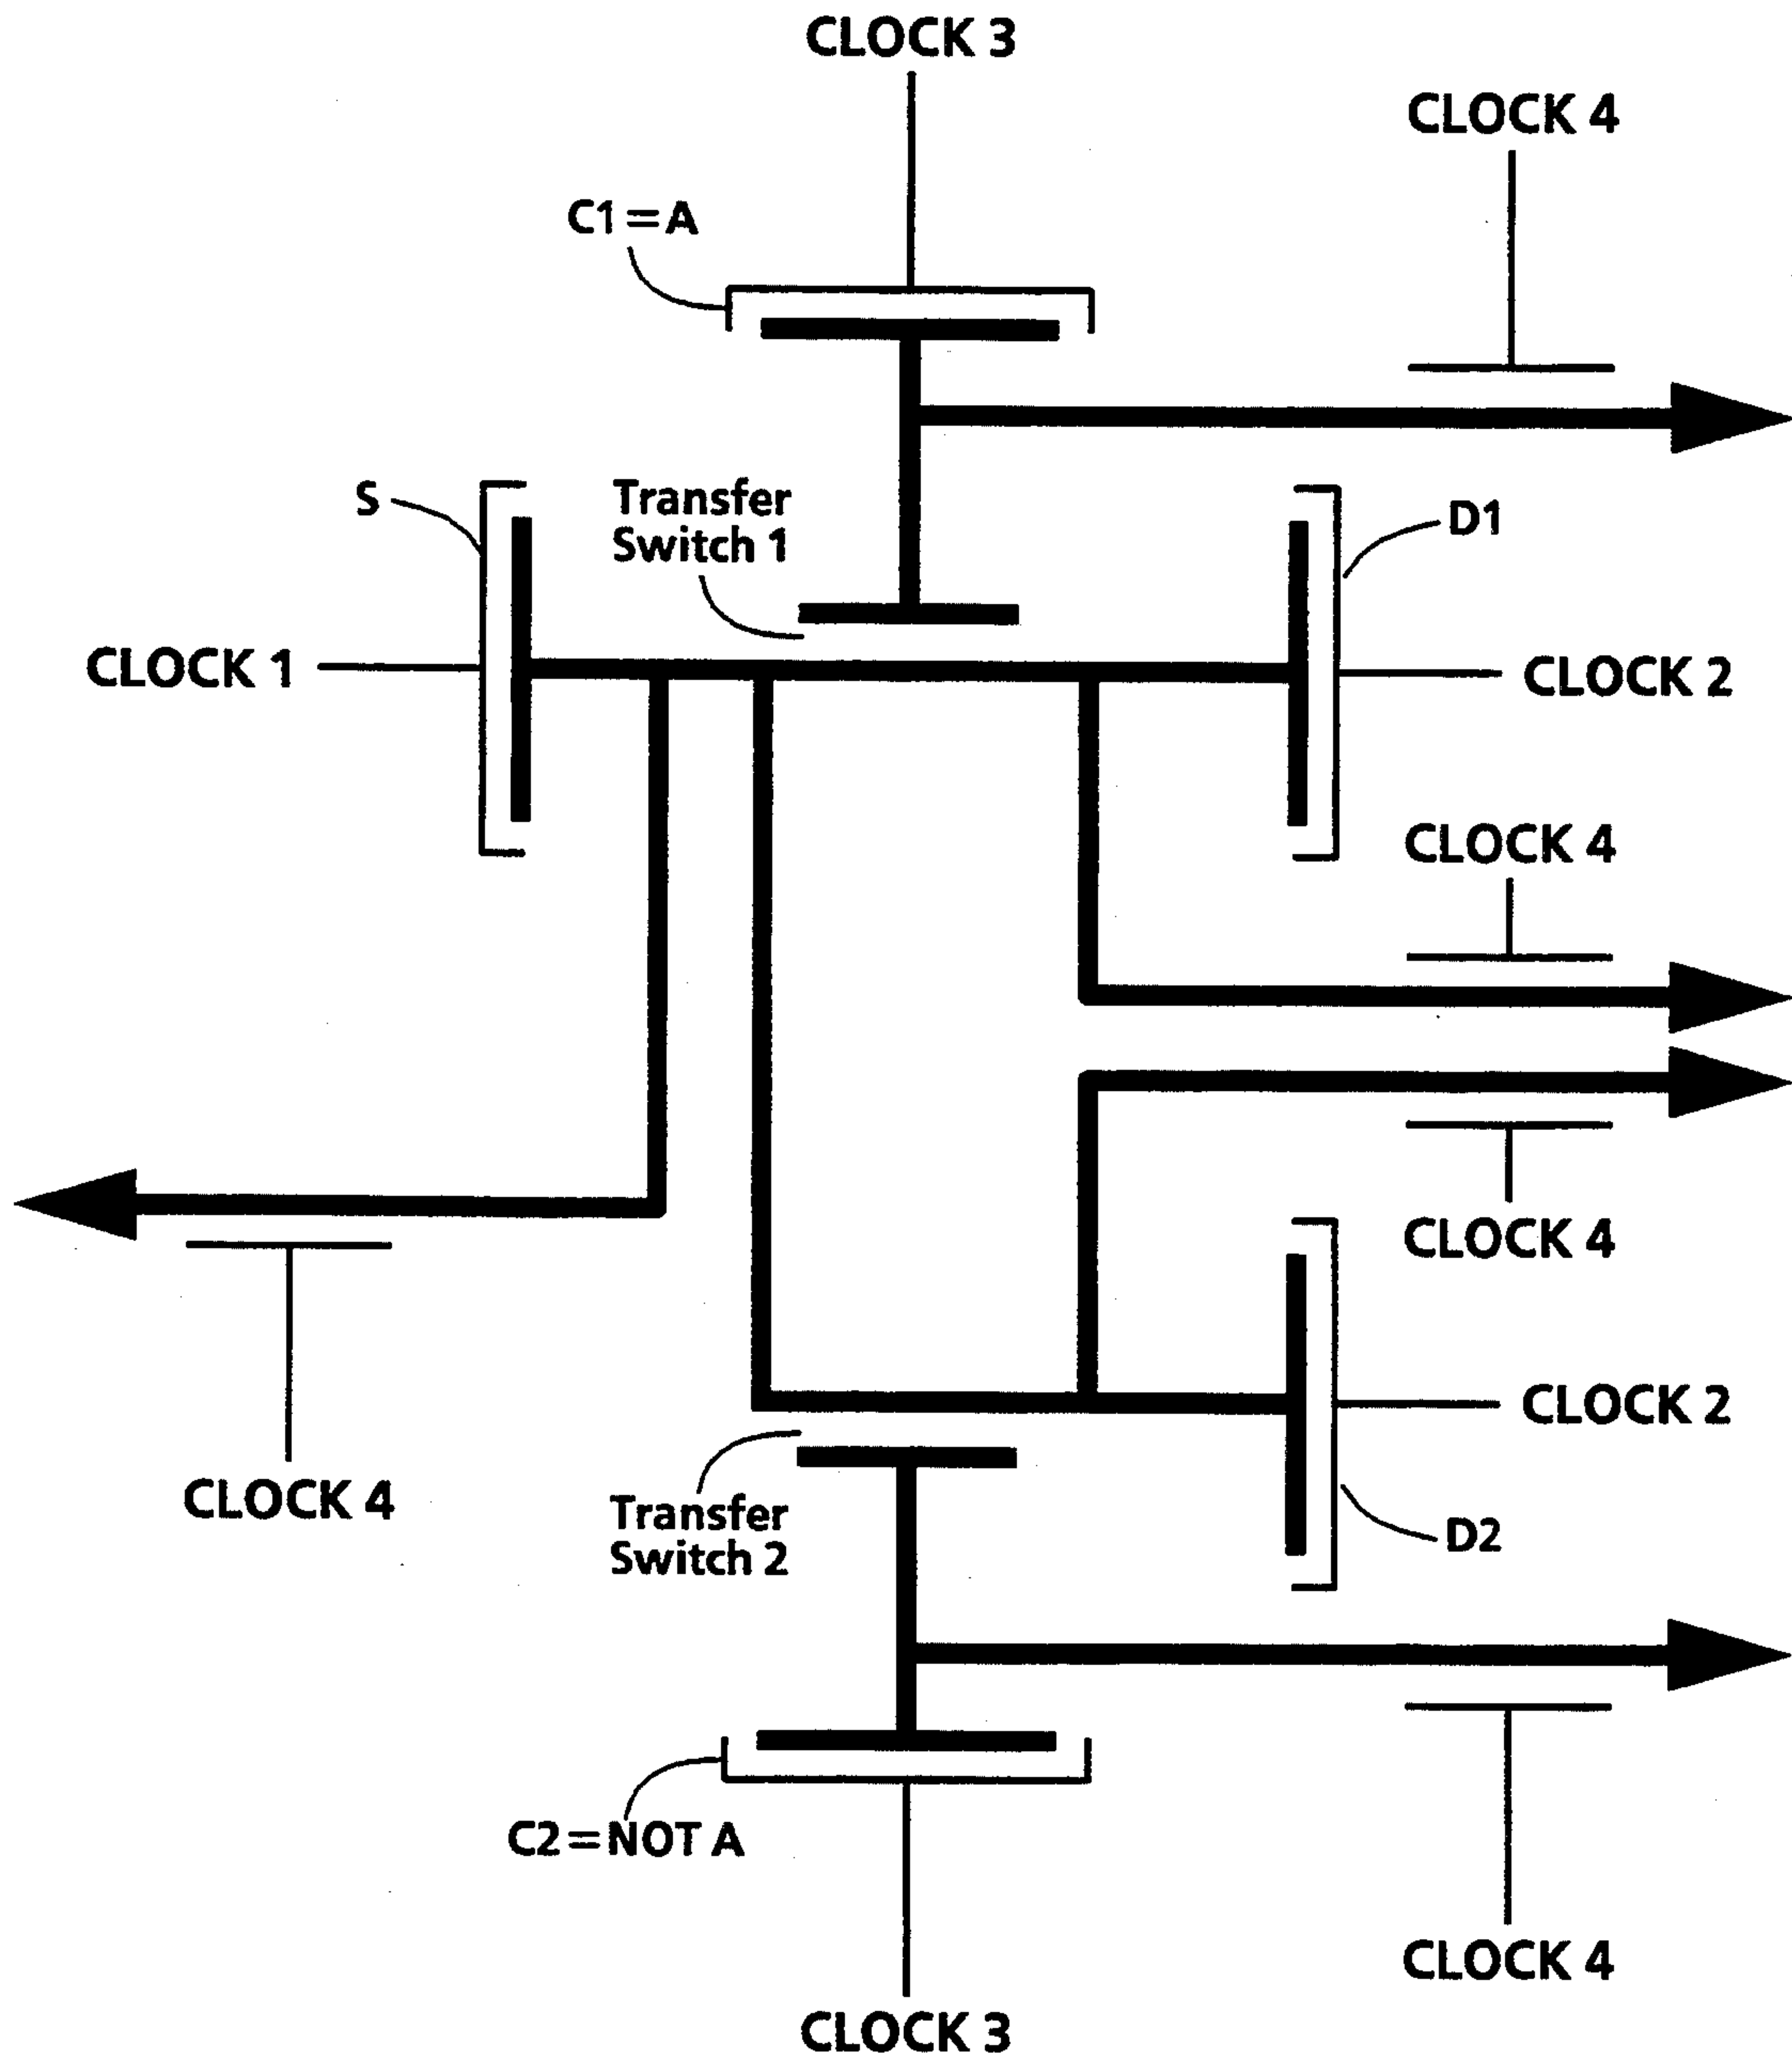 CLOCK 3
CLOCK 4
C1=A
S
Transfer
Switch 1
D1
CLOCK 1
CLOCK 2
CLOCK 4
CLOCK 4
CLOCK 2
CLOCK 4
Transfer
Switch 2
D2
C2=NOT A
CLOCK 4
CLOCK 3